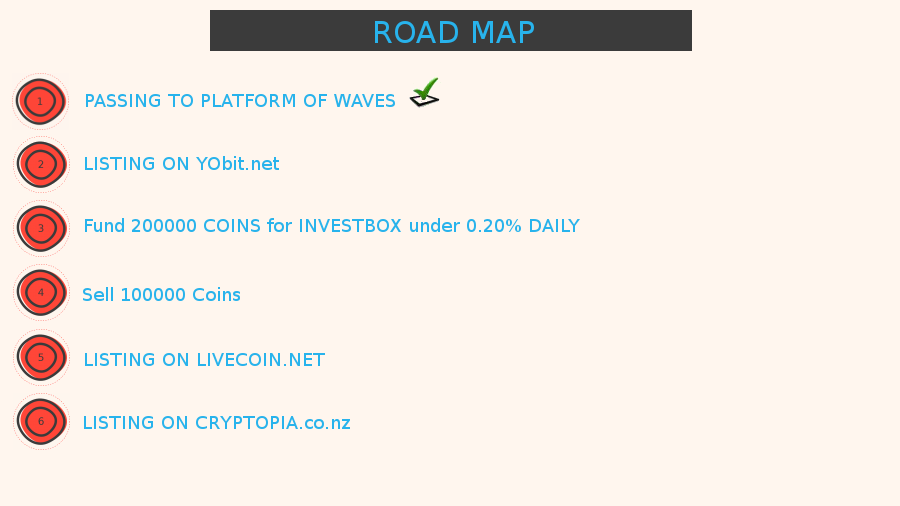 ROAD MAP
1 PASSING TO PLATFORM OF WAVES
2 LISTING ON YObit.net
3 Fund 200000 COINS for INVESTBOX under 0.20% DAILY
4 Sell 100000 Coins
5 LISTING ON LIVECOIN.NET
6 LISTING ON CRYPTOPIA.co.nz